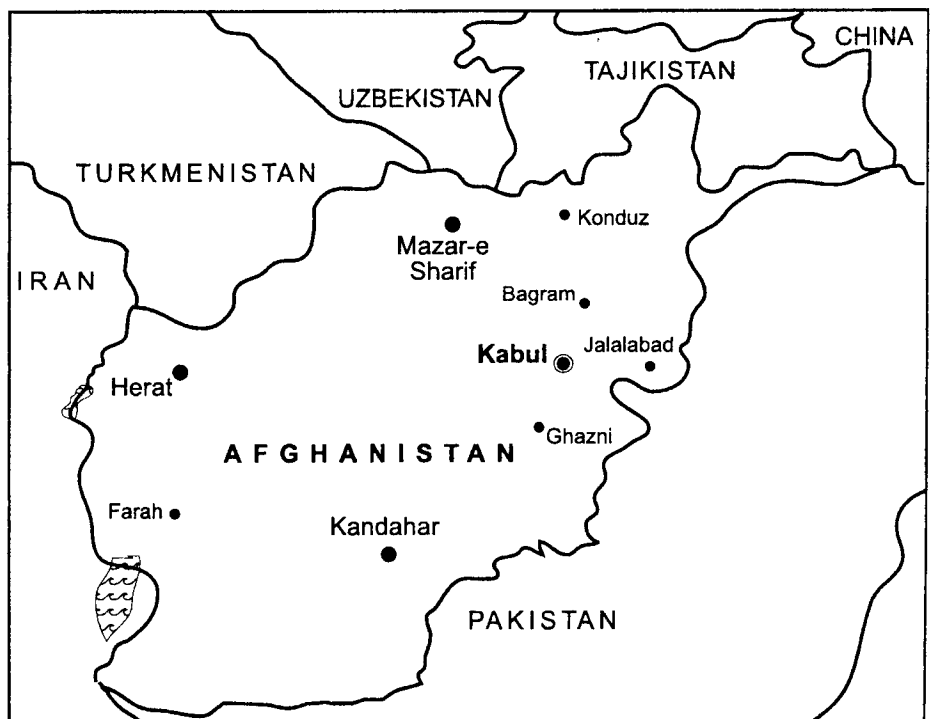 CHINA
TAJIKISTAN
UZBEKISTAN
TURKMENISTAN
Konduz
Mazar-e
Sharif
IRAN
Bagram
Kabul
Jalalabad
Herat
Ghazni
AFGHANISTAN
Farah
Kandahar
PAKISTAN